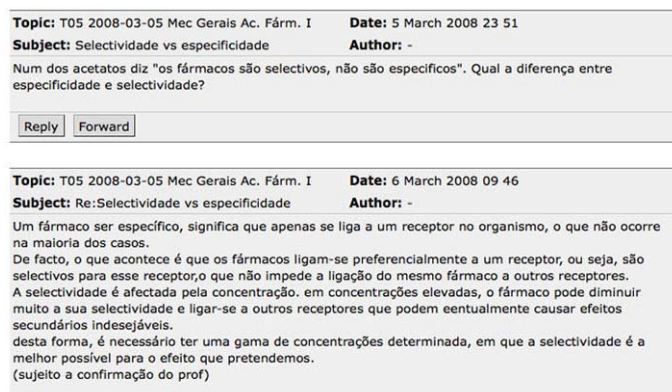 Topic: T05 2008-03-05 Mec Gerais Ac. Fárm. I Date: 5 March 2008 23 51
Subject: Selectividade vs especificidade Author: -
Num dos acetatos diz "os fármacos são selectivos, não são especificos". Qual a diferença entre
especificidade e selectividade?
Reply Forward
Topic: T05 2008-03-05 Mec Gerais Ac. Fárm. I Date: 6 March 2008 09 46
Subject: Re:Selectividade vs especificidade Author: -
Um fármaco ser específico, significa que apenas se liga a um receptor no organismo, o que não ocorre
na maioria dos casos.
De facto, o que acontece é que os fármacos ligam-se preferencialmente a um receptor, ou seja, são
selectivos para esse receptor,o que não impede a ligação do mesmo fármaco a outros receptores.
A selectividade é afectada pela concentração. em concentrações elevadas, o fármaco pode diminuir
muito a sua selectividade e ligar-se a outros receptores que podem eentualmente causar efeitos
secundários indesejáveis.
desta forma, é necessário ter uma gama de concentrações determinada, em que a selectividade é a
melhor possível para o efeito que pretendemos.
(sujeito a confirmação do prof)